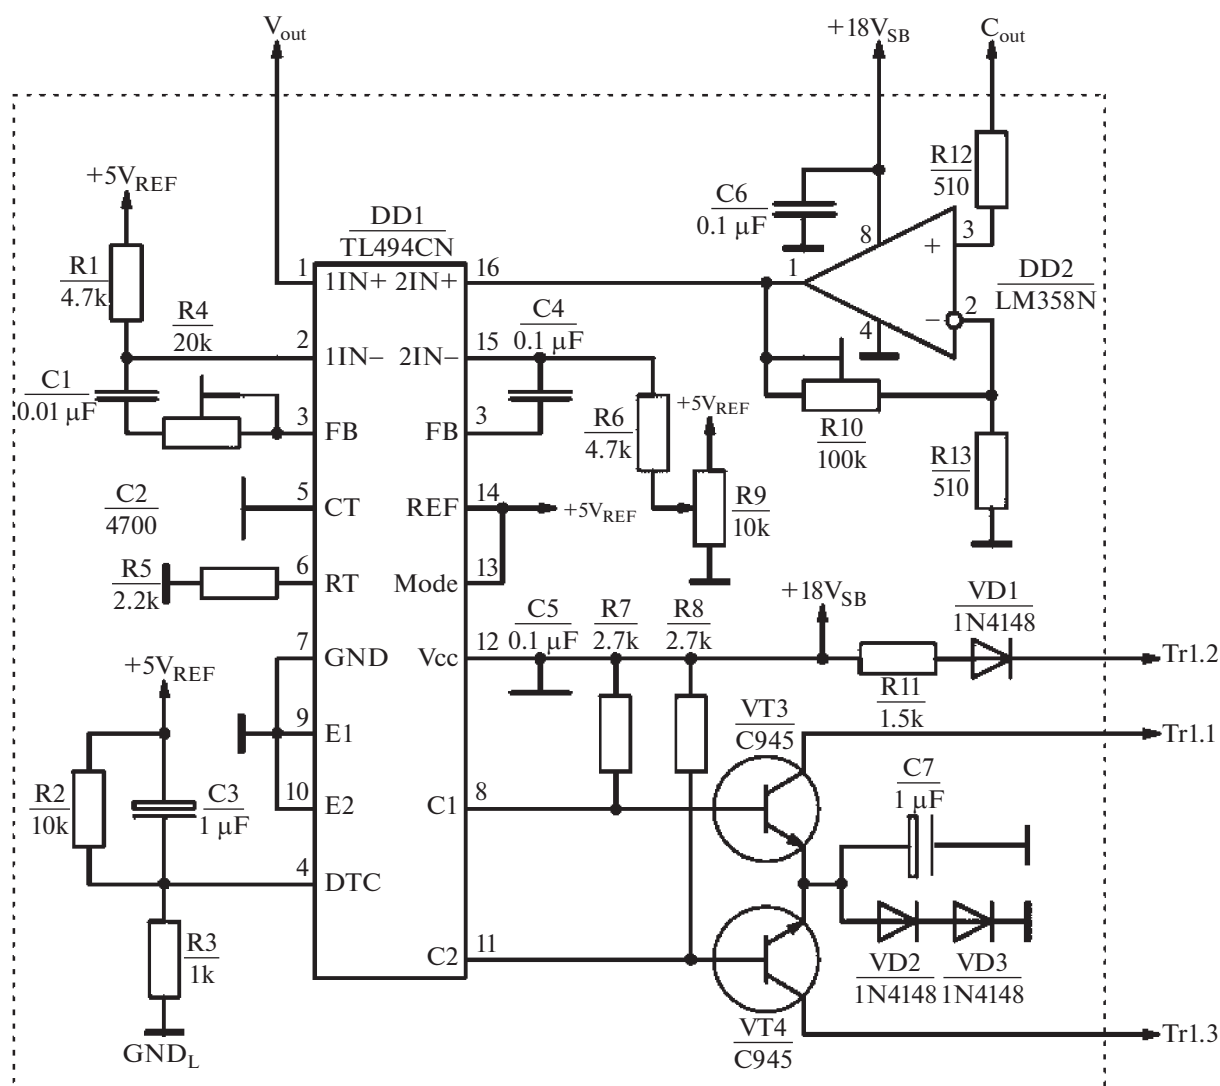 V_out
+18V_SB
C_out
+5V_REF
R1
4.7k
R4
20k
C1
0.01 μF
C2
4700
R5
2.2k
+5V_REF
R2
10k
C3
1 μF
R3
1k
GND_L
DD1
TL494CN
1
1IN+
2IN+
16
2
1IN−
2IN−
15
3
FB
FB
3
5
CT
REF
14
6
RT
Mode
13
7
GND
Vcc
12
9
E1
10
E2
C1
8
4
DTC
C2
11
C4
0.1 μF
R6
4.7k
+5V_REF
R9
10k
+5V_REF
C6
0.1 μF
R12
510
8
+
3
1
DD2
LM358N
−
2
4
R10
100k
R13
510
C5
0.1 μF
R7
2.7k
R8
2.7k
+18V_SB
VD1
1N4148
R11
1.5k
Tr1.2
VT3
C945
Tr1.1
C7
1 μF
VD2
1N4148
VD3
1N4148
VT4
C945
Tr1.3